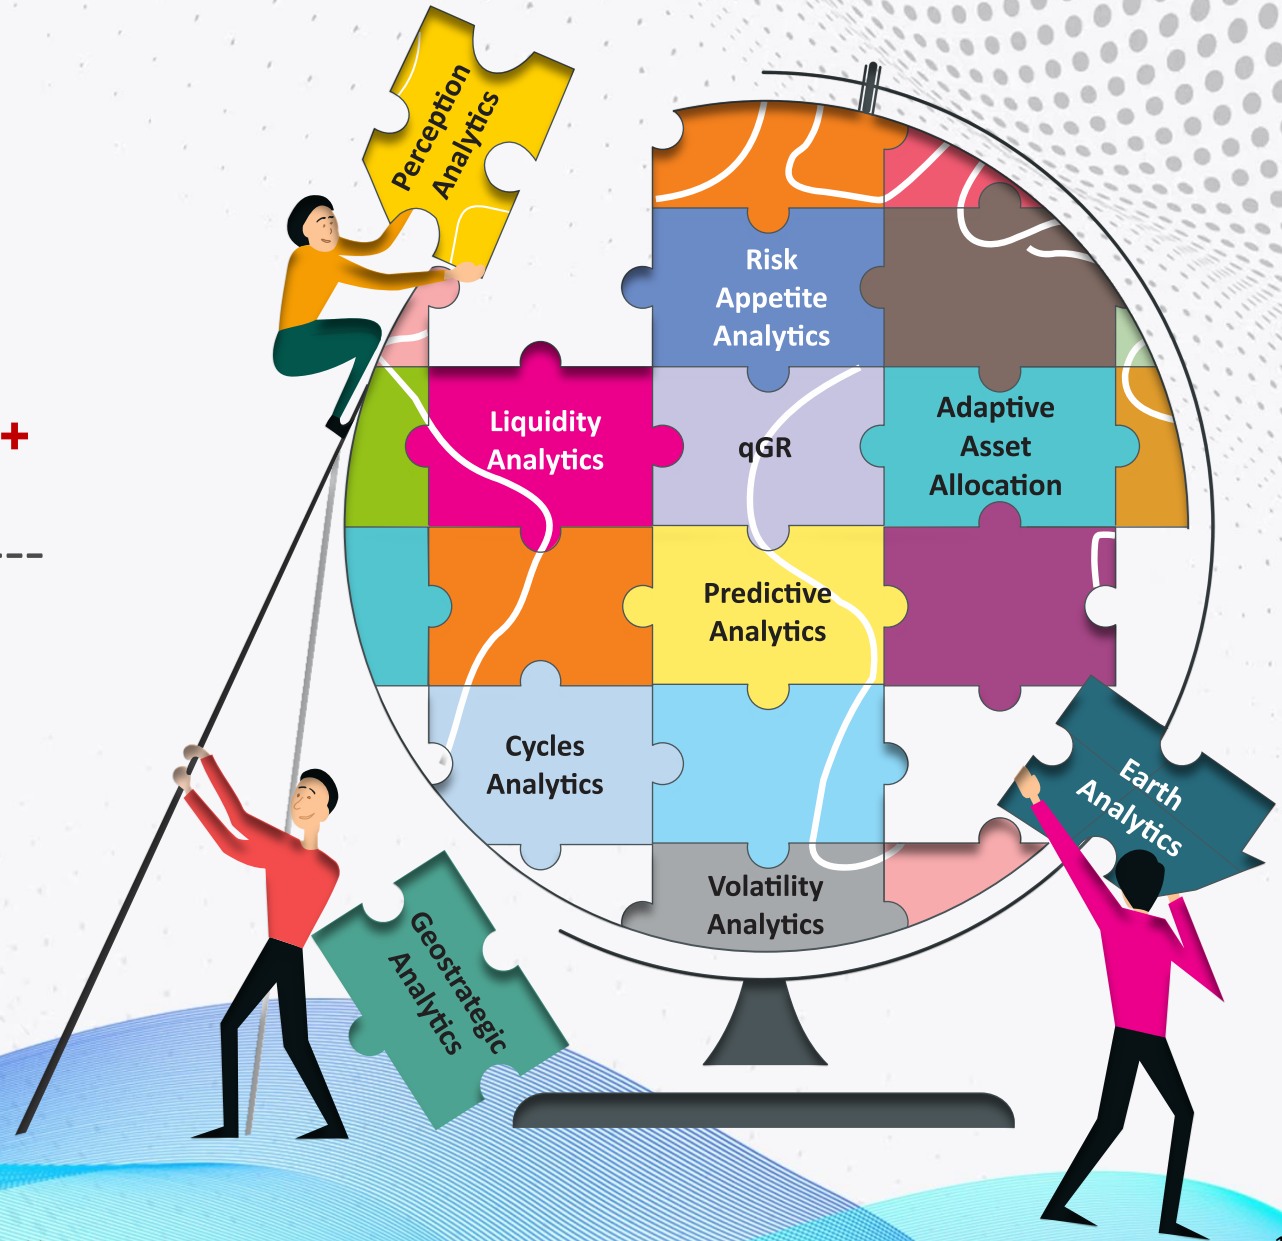 Perception
Analytics
Risk
Appetite
Analytics
Liquidity
Analytics
qGR
Adaptive
Asset
Allocation
+
Predictive
Analytics
Cycles
Analytics
Earth
Analytics
Volatility
Analytics
Geostrategic
Analytics